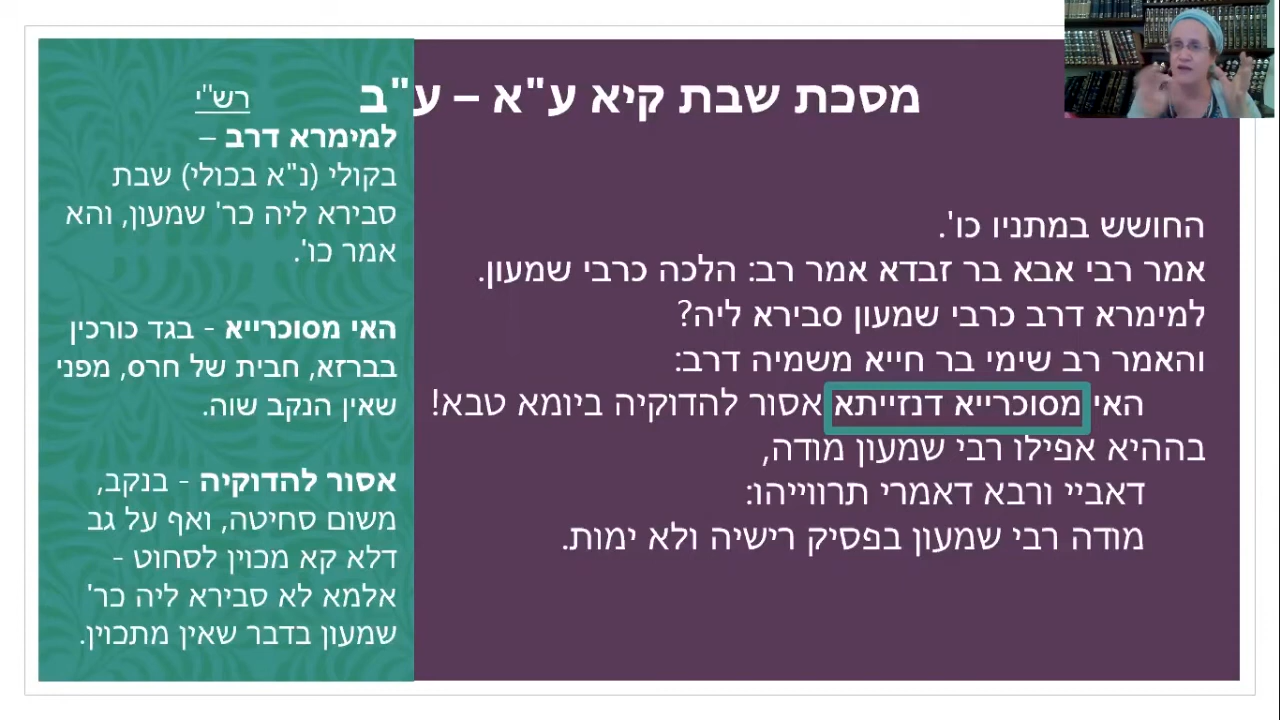 מסכת שבת קיא ע"א – ע"ב
החושש במתניו כו'.
אמר רבי אבא בר זבדא אמר רב: הלכה כרבי שמעון.
למימרא דרב כרבי שמעון סבירא ליה?
והאמר רב שימי בר חייא משמיה דרב:
האי מסוכרייא דנזייתא אסור להדוקיה ביומא טבא!
בההיא אפילו רבי שמעון מודה,
דאביי ורבא דאמרי תרווייהו:
מודה רבי שמעון בפסיק רישיה ולא ימות.
רש"י
למימרא דרב –
בקולי (נ"א בכולי) שבת
סבירא ליה כר' שמעון, והא
אמר כו'.
האי מסוכרייא - בגד כורכין
בברזא, חבית של חרס, מפני
שאין הנקב שוה.
אסור להדוקיה - בנקב,
משום סחיטה, ואף על גב
דלא קא מכוין לסחוט -
אלמא לא סבירא ליה כר'
שמעון בדבר שאין מתכוין.